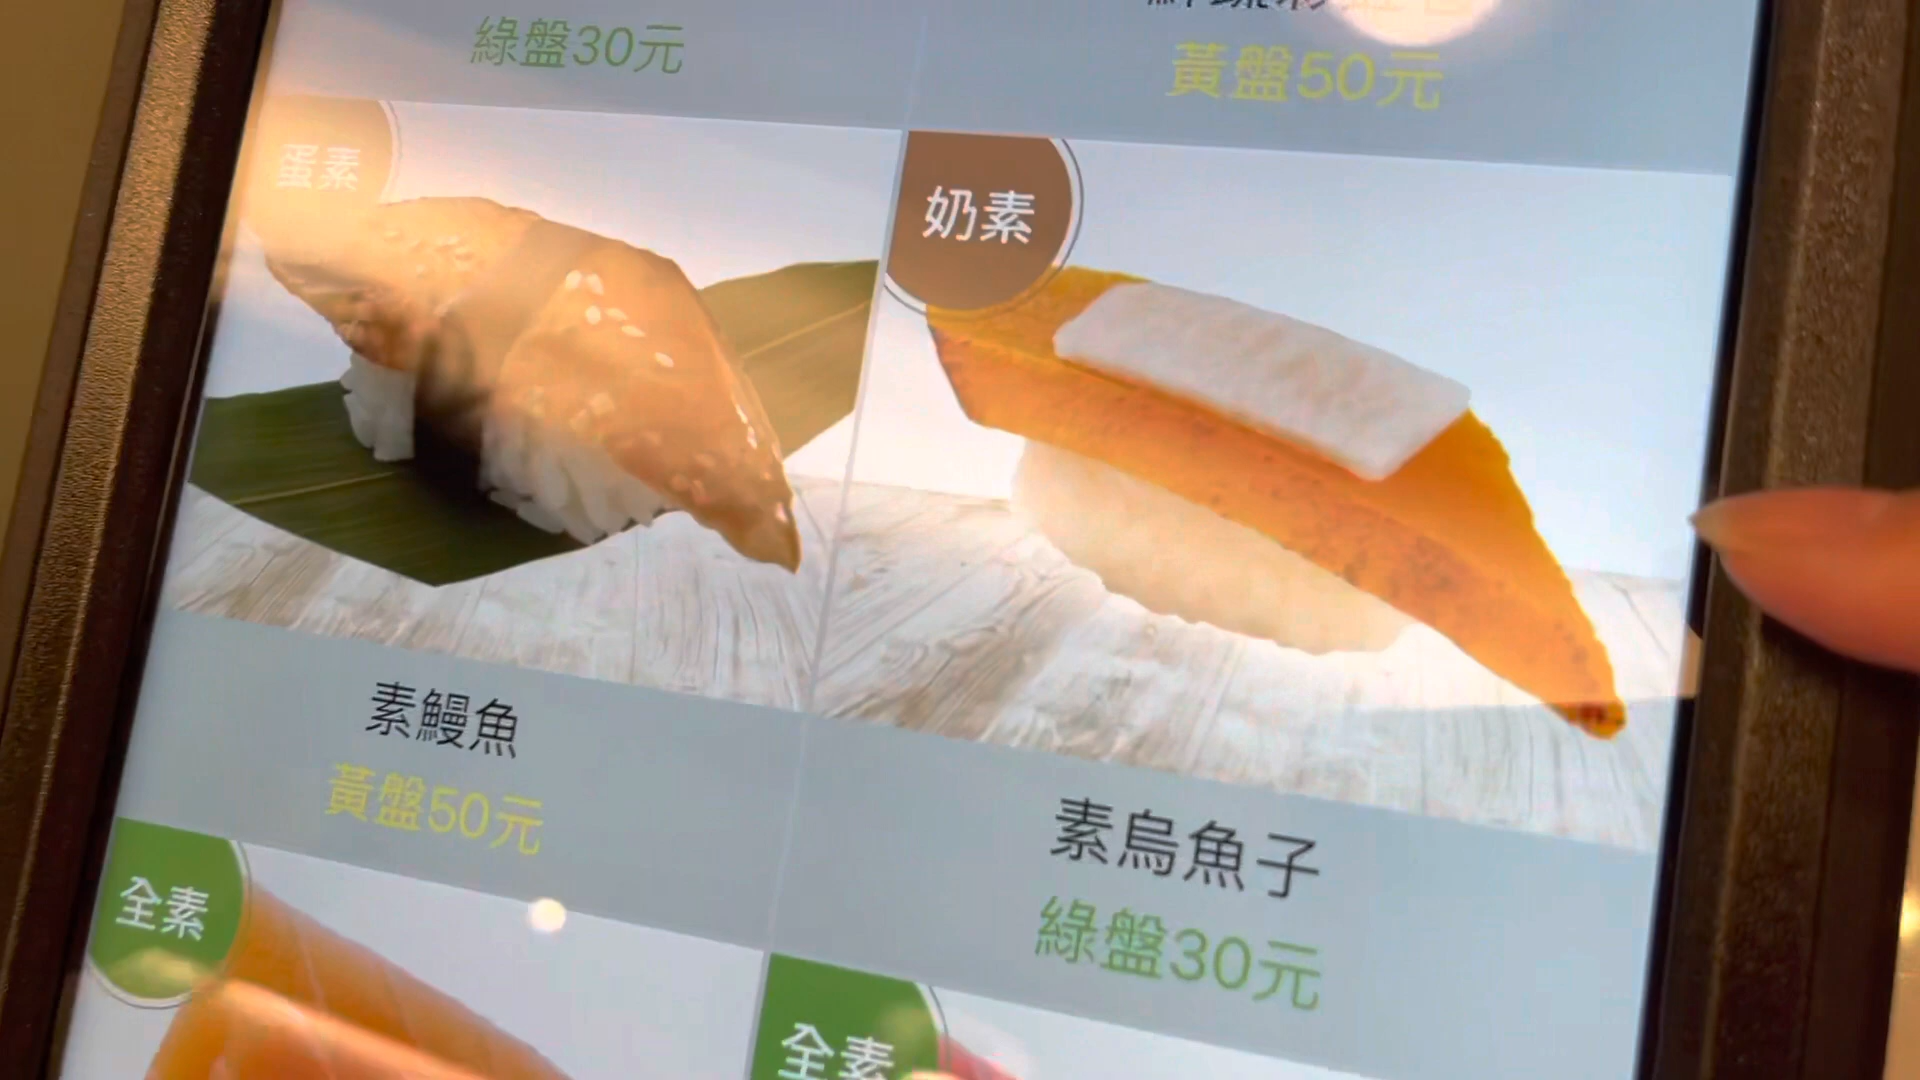 綠盤30元
黃盤50元
蛋素
奶素
素鰻魚
黃盤50元
素烏魚子
綠盤30元
全素
全素